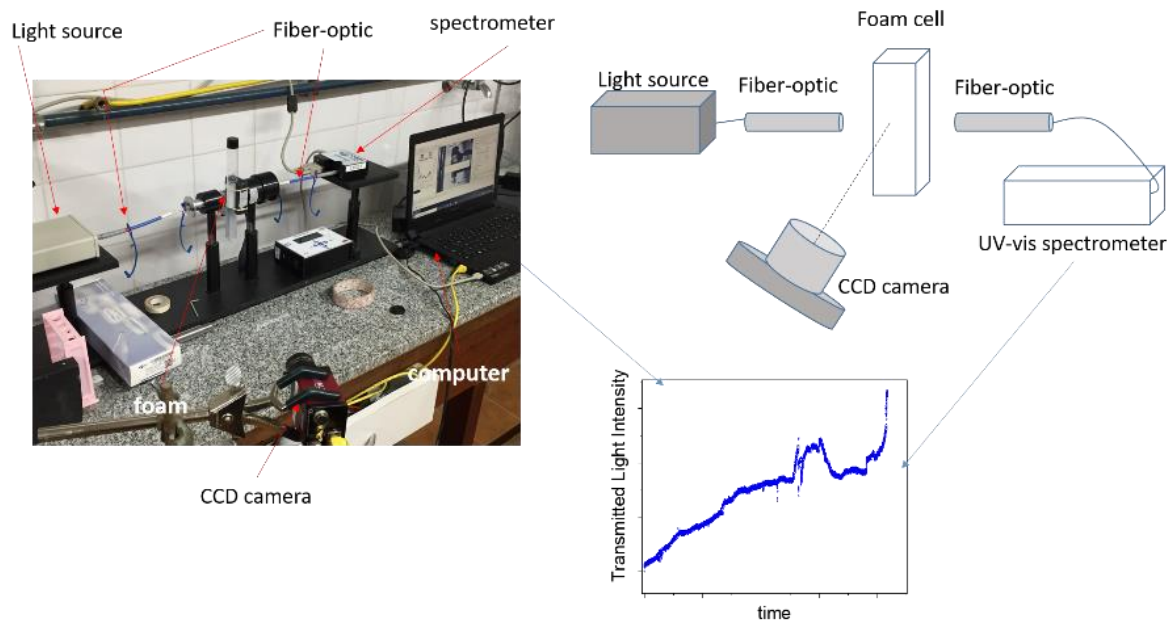 Light source
Fiber-optic
spectrometer
foam
computer
CCD camera
Foam cell
Light source
Fiber-optic
Fiber-optic
UV-vis spectrometer
CCD camera
Transmitted Light Intensity
time